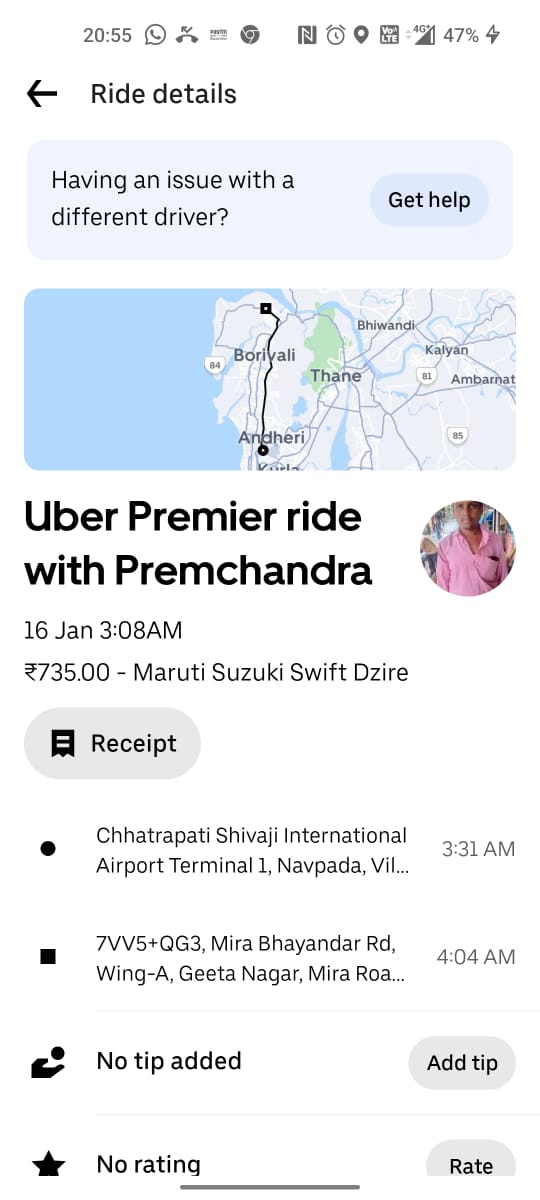 20:55
4G+
Vo
LTE
47%
Ride details
Having an issue with a
different driver?
Get help
Bhiwandi
Borivali
84
Kalyan
Thane
81
Ambarnat
Andheri
85
Kurla
Uber Premier ride
with Premchandra
16 Jan 3:08AM
₹735.00 - Maruti Suzuki Swift Dzire
Receipt
Chhatrapati Shivaji International
Airport Terminal 1, Navpada, Vil...
3:31 AM
7VV5+QG3, Mira Bhayandar Rd,
Wing-A, Geeta Nagar, Mira Roa...
4:04 AM
No tip added
Add tip
No rating
Rate